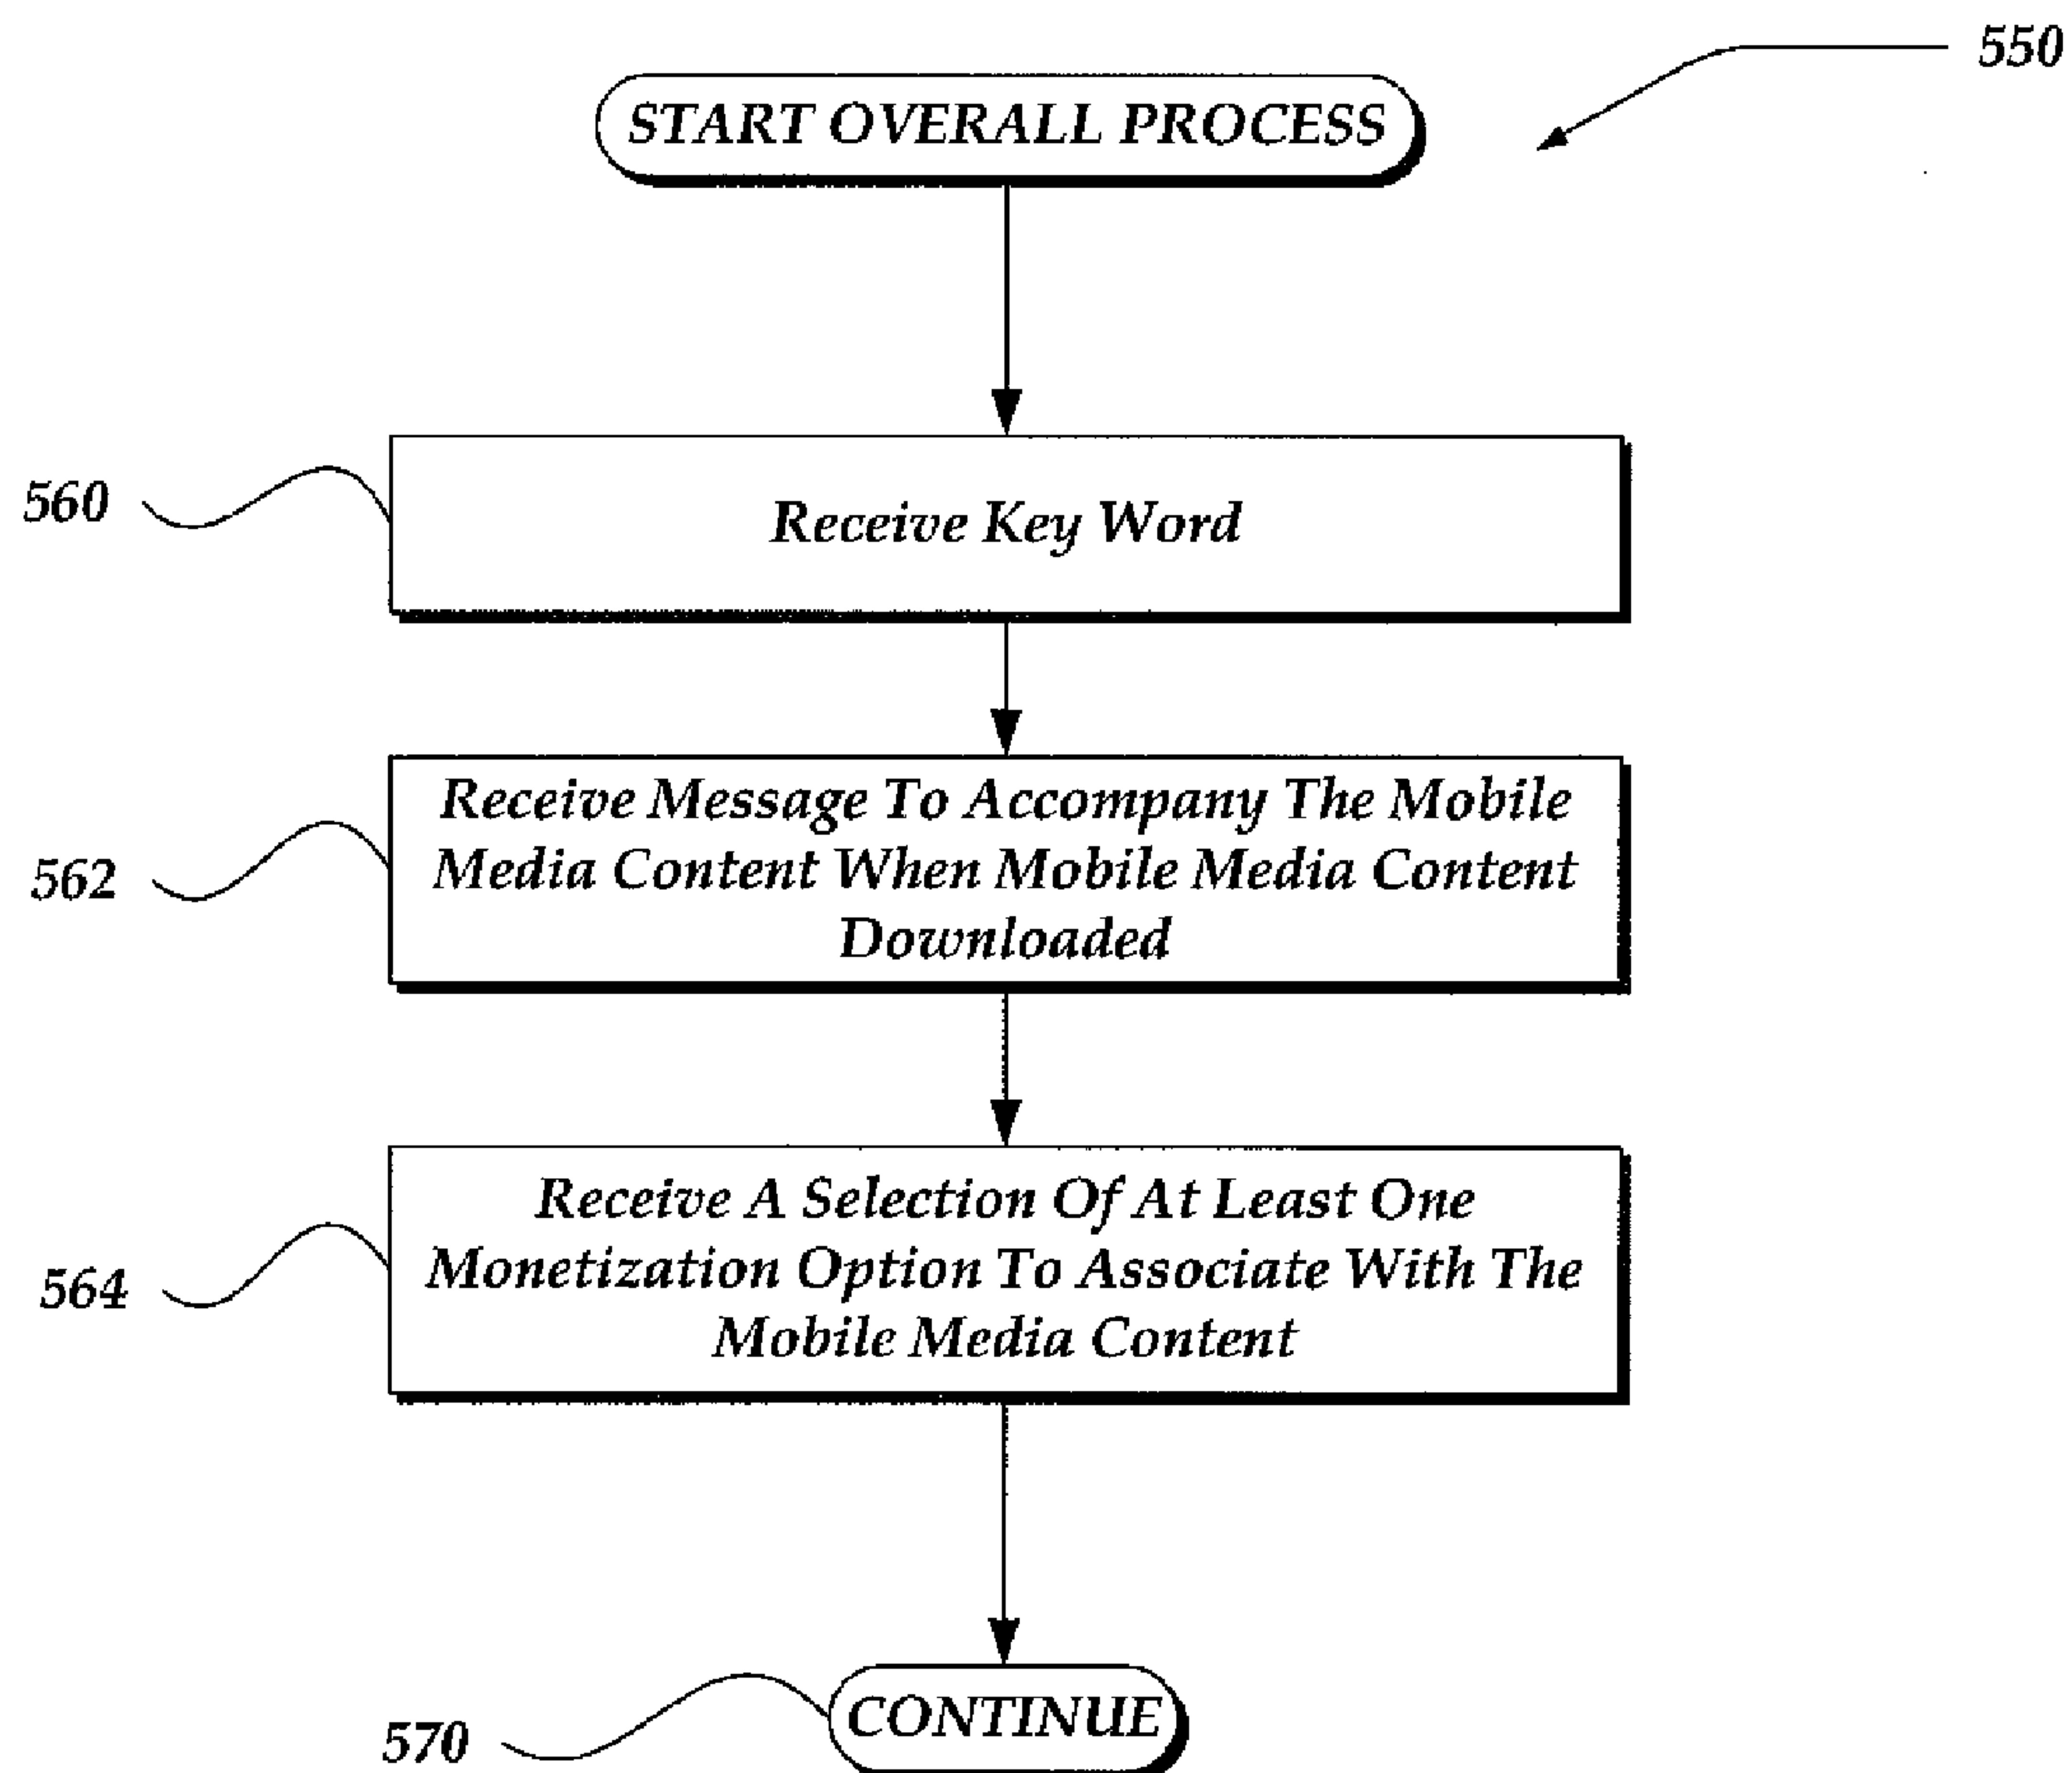 550
START OVERALL PROCESS
560
Receive Key Word
562
Receive Message To Accompany The Mobile
Media Content When Mobile Media Content
Downloaded
564
Receive A Selection Of At Least One
Monetization Option To Associate With The
Mobile Media Content
570
CONTINUE